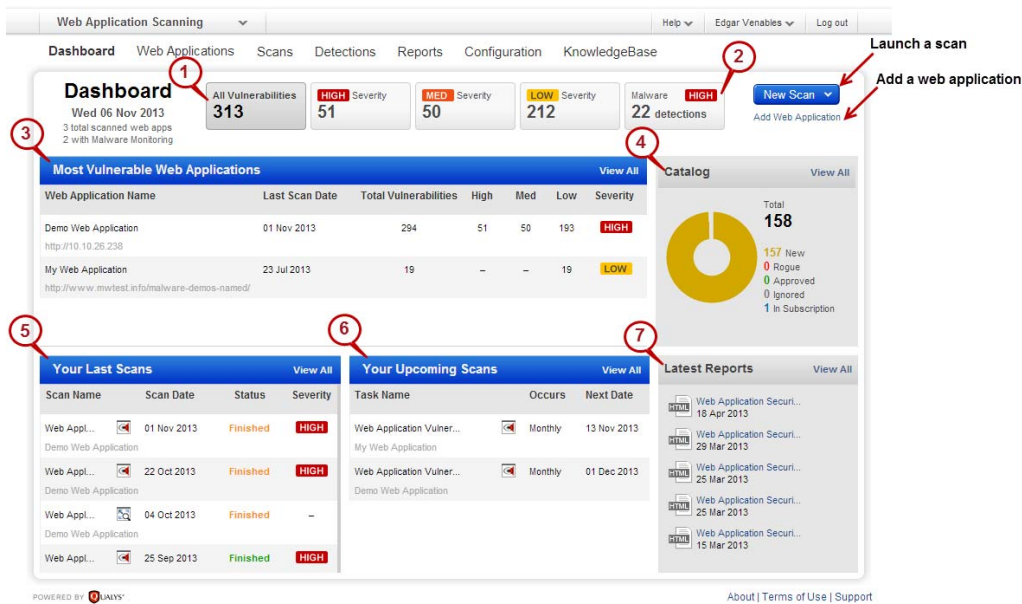 Web Application Scanning
Help
Edgar Venables
Log out
Dashboard Web Applications Scans Detections Reports Configuration KnowledgeBase
Launch a scan
Add a web application
1
2
Dashboard
Wed 06 Nov 2013
3 total scanned web apps
2 with Malware Monitoring
All Vulnerabilities
313
HIGH Severity
51
MED Severity
50
LOW Severity
212
Malware HIGH
22 detections
New Scan
Add Web Application
3
Most Vulnerable Web Applications View All
Web Application Name Last Scan Date Total Vulnerabilities High Med Low Severity
Demo Web Application 01 Nov 2013 294 51 50 193 HIGH
http://10.10.26.238
My Web Application 23 Jul 2013 19 – – 19 LOW
http://www.mwtest.info/malware-demos-named/
4
Catalog View All
Total
158
157 New
0 Rogue
0 Approved
0 Ignored
1 In Subscription
5
Your Last Scans View All
Scan Name Scan Date Status Severity
Web Appl... 01 Nov 2013 Finished HIGH
Demo Web Application
Web Appl... 22 Oct 2013 Finished HIGH
Demo Web Application
Web Appl... 04 Oct 2013 Finished –
Demo Web Application
Web Appl... 25 Sep 2013 Finished HIGH
6
Your Upcoming Scans View All
Task Name Occurs Next Date
Web Application Vulner... Monthly 13 Nov 2013
My Web Application
Web Application Vulner... Monthly 01 Dec 2013
Demo Web Application
7
Latest Reports View All
HTML Web Application Securi...
18 Apr 2013
HTML Web Application Securi...
29 Mar 2013
HTML Web Application Securi...
25 Mar 2013
HTML Web Application Securi...
25 Mar 2013
HTML Web Application Securi...
15 Mar 2013
POWERED BY QUALYS®
About | Terms of Use | Support